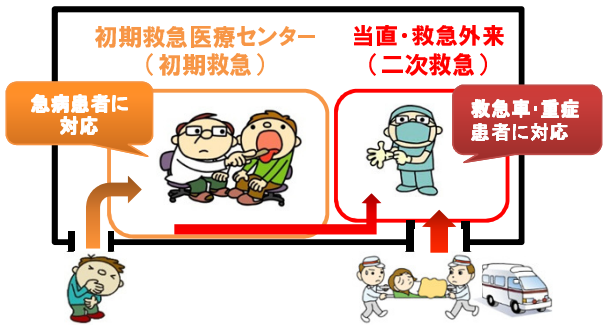 初期救急医療センター
（初期救急）
当直・救急外来
（二次救急）
急病患者に
対応
救急車・重症
患者に対応